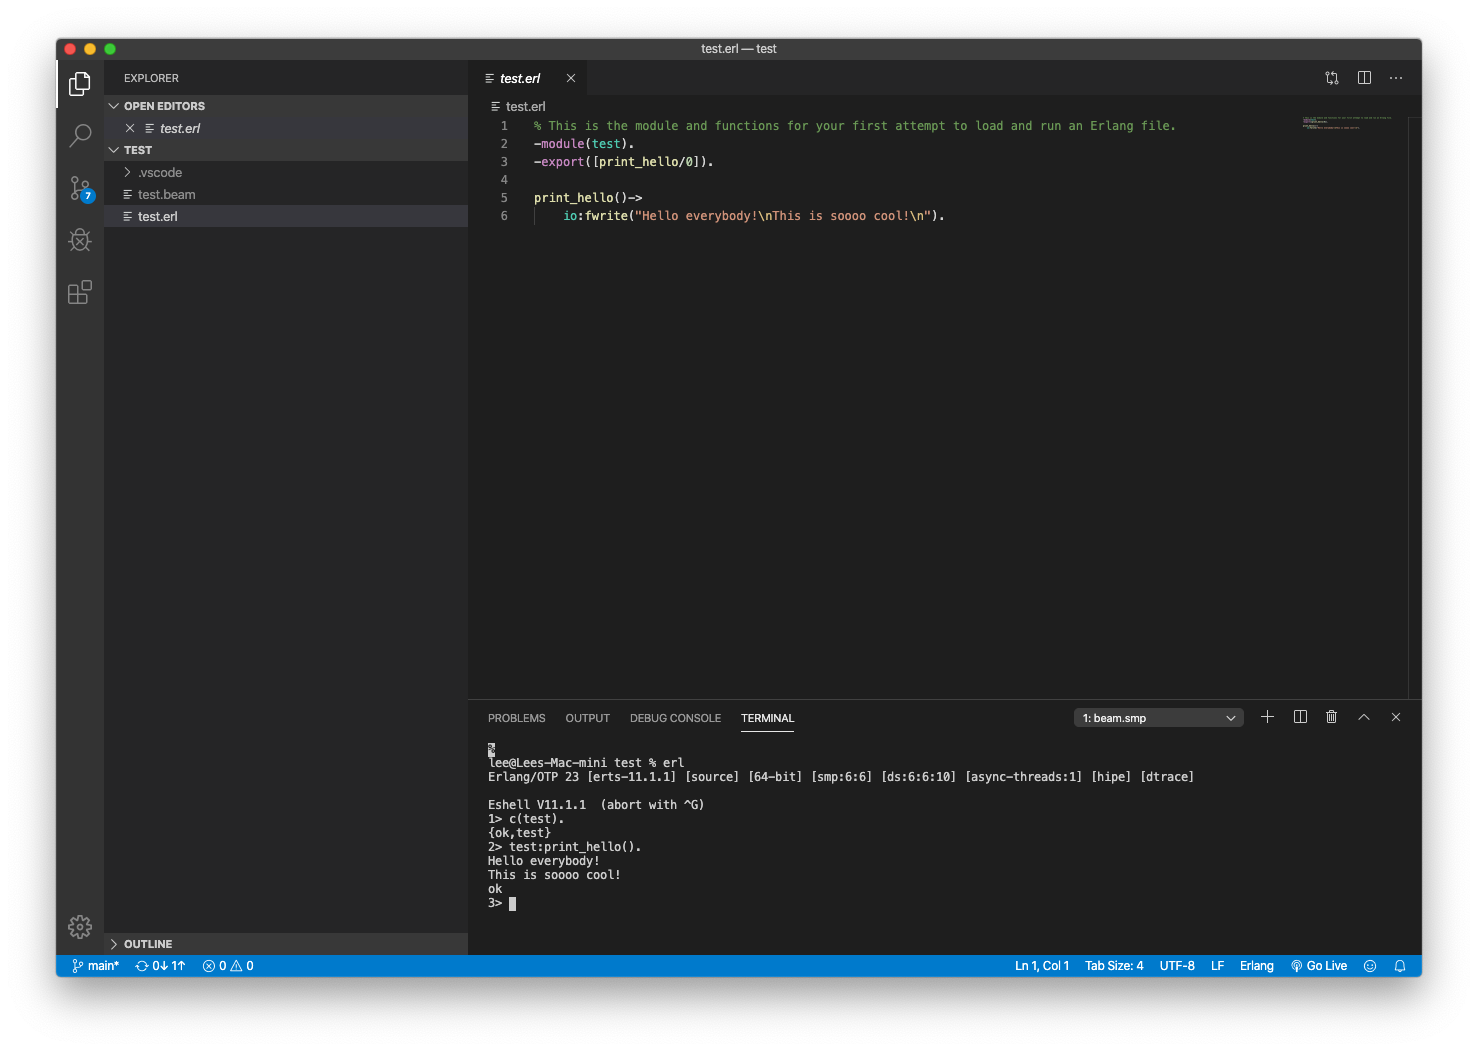 test.erl — test
EXPLORER
OPEN EDITORS
test.erl
TEST
.vscode
test.beam
test.erl
7
OUTLINE
test.erl
test.erl
1 % This is the module and functions for your first attempt to load and run an Erlang file.
2 -module(test).
3 -export([print_hello/0]).
4
5 print_hello()->
6 io:fwrite("Hello everybody!\nThis is soooo cool!\n").
PROBLEMS OUTPUT DEBUG CONSOLE TERMINAL 1: beam.smp
%
lee@Lees-Mac-mini test % erl
Erlang/OTP 23 [erts-11.1.1] [source] [64-bit] [smp:6:6] [ds:6:6:10] [async-threads:1] [hipe] [dtrace]
Eshell V11.1.1 (abort with ^G)
1> c(test).
{ok,test}
2> test:print_hello().
Hello everybody!
This is soooo cool!
ok
3>
main* 0↓ 1↑ 0 0 Ln 1, Col 1 Tab Size: 4 UTF-8 LF Erlang Go Live